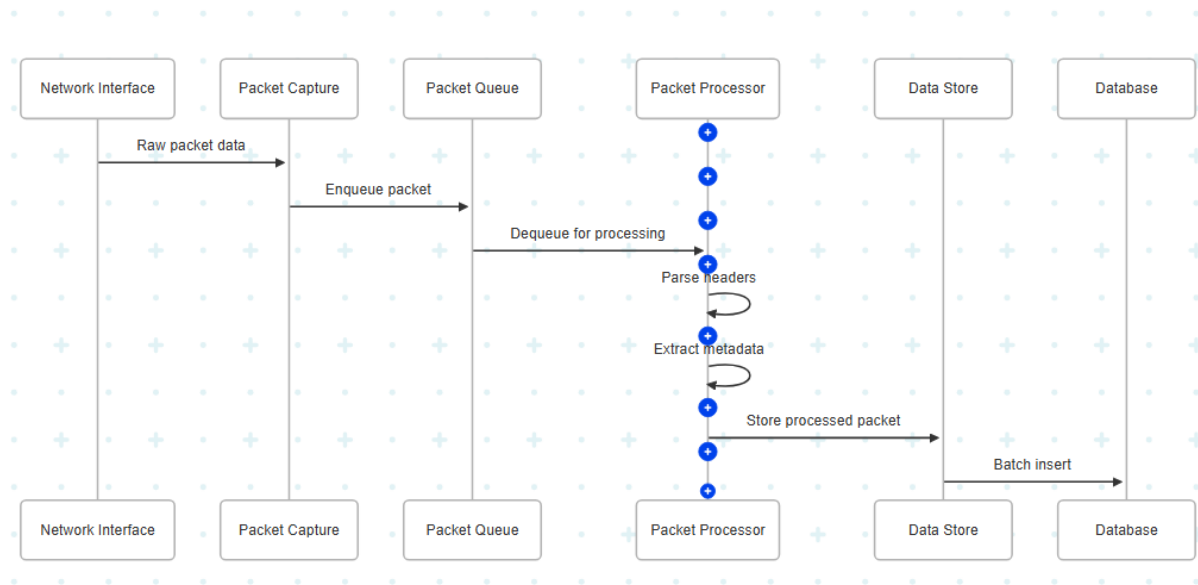 Network Interface
Packet Capture
Packet Queue
Packet Processor
Data Store
Database
Raw packet data
Enqueue packet
Dequeue for processing
Parse headers
Extract metadata
Store processed packet
Batch insert
Network Interface
Packet Capture
Packet Queue
Packet Processor
Data Store
Database